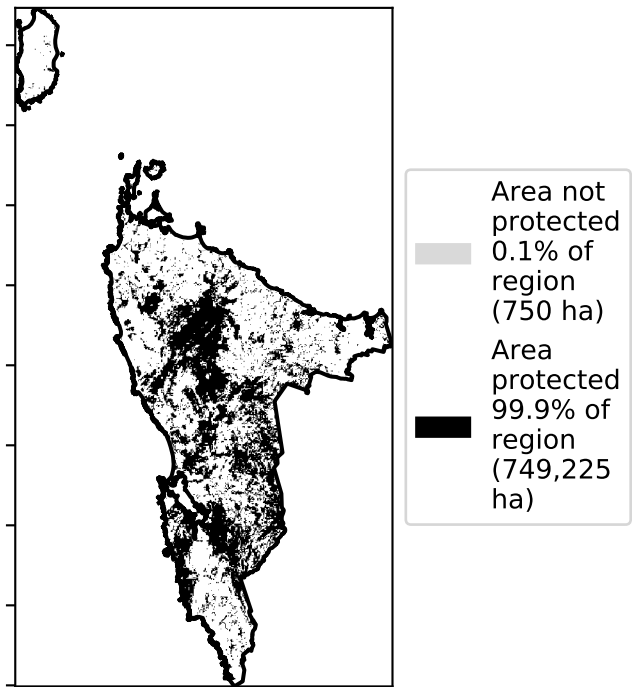 Area not
protected
0.1% of
region
(750 ha)
Area
protected
99.9% of
region
(749,225
ha)